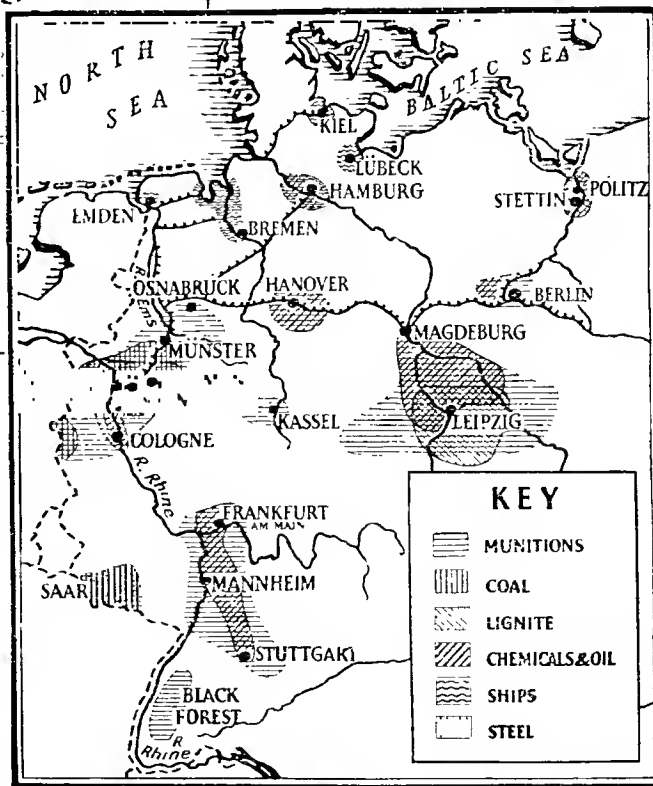 NORTH
SEA
BALTIC SEA
KIEL
LÜBECK
HAMBURG
PÖLITZ
STETTIN
EMDEN
BREMEN
R. Ems
OSNABRUCK
HANOVER
BERLIN
MUNSTER
MAGDEBURG
KASSEL
LEIPZIG
COLOGNE
R. Rhine
FRANKFURT
AM MAIN
SAAR
MANNHEIM
STUTTGART
BLACK
FOREST
R
Rhine
KEY
MUNITIONS
COAL
LIGNITE
CHEMICALS&OIL
SHIPS
STEEL